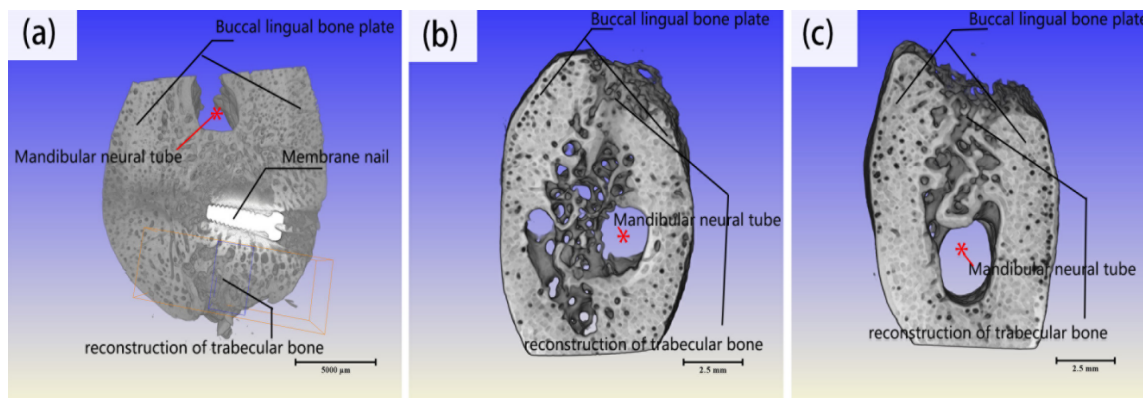 (a)
Buccal lingual bone plate
Mandibular neural tube
Membrane nail
reconstruction of trabecular bone
5000 µm
(b)
Buccal lingual bone plate
Mandibular neural tube
reconstruction of trabecular bone
2.5 mm
(c)
Buccal lingual bone plate
Mandibular neural tube
reconstruction of trabecular bone
2.5 mm